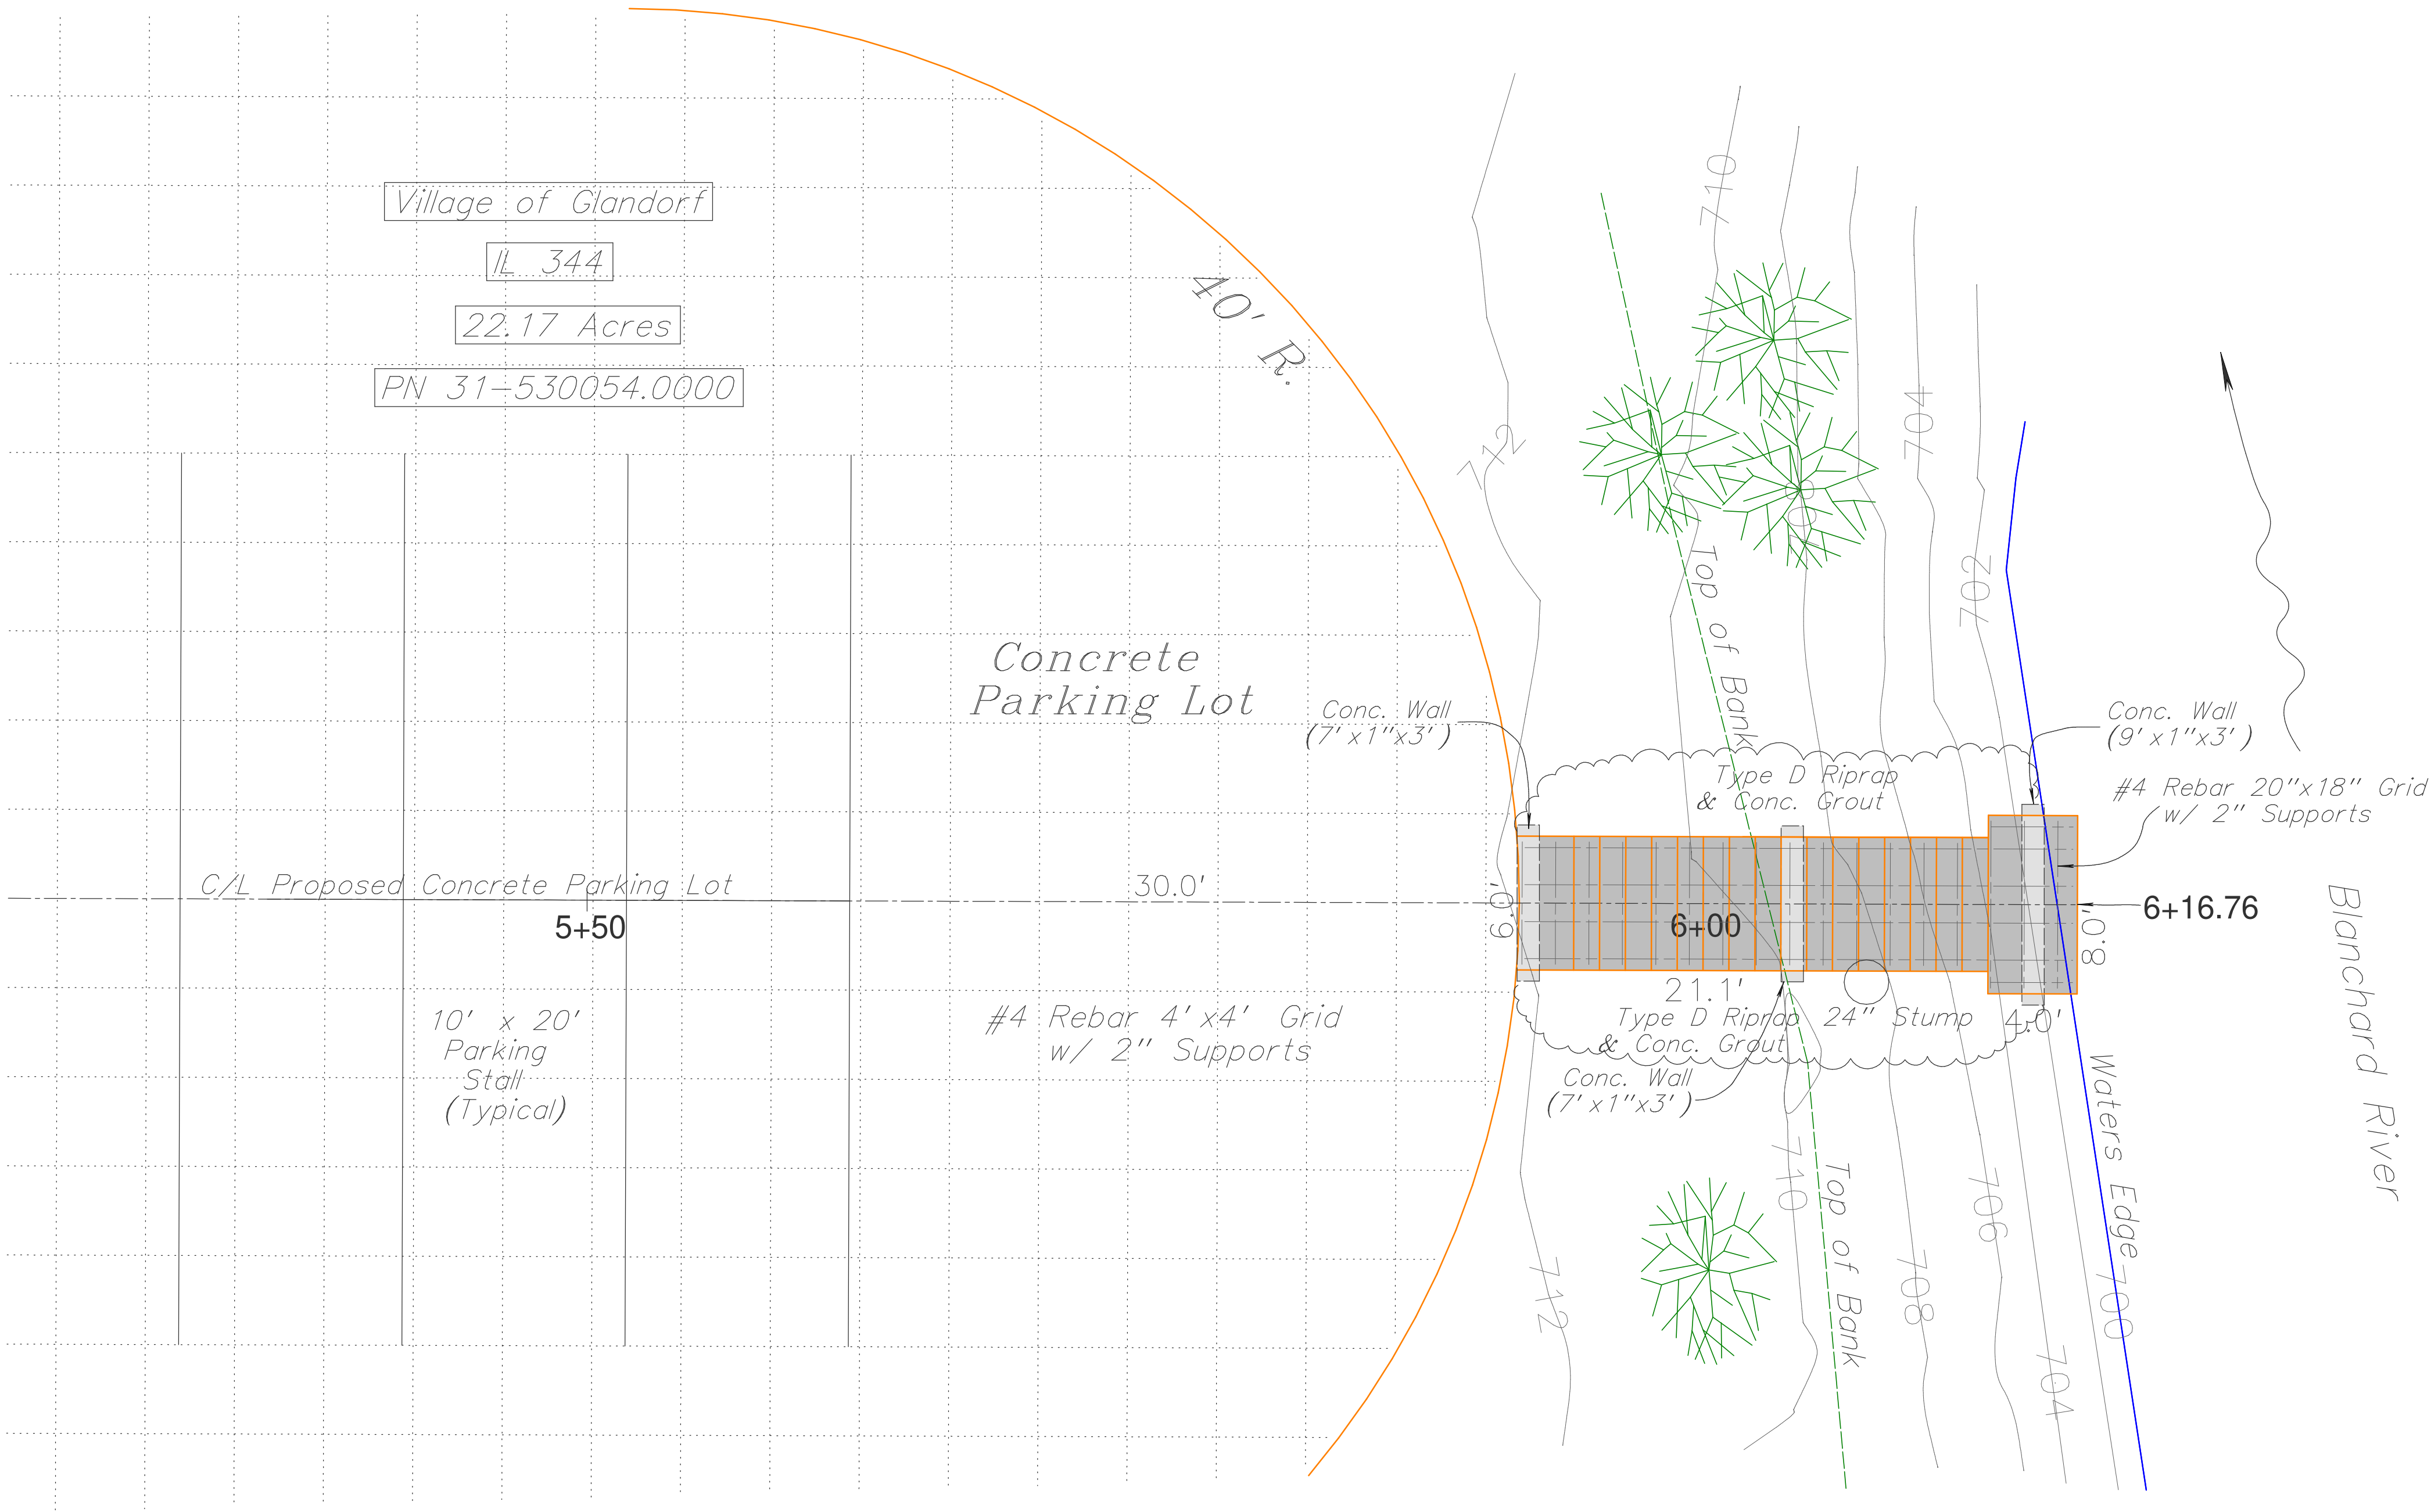 Village of Glandorf
IL 344
22.17 Acres
PN 31-530054.0000
40' R.
Concrete
Parking Lot
C/L Proposed Concrete Parking Lot
5+50
30.0'
10' x 20'
Parking
Stall
(Typical)
#4 Rebar 4'x4' Grid
w/ 2" Supports
712
710
704
702
Top of Bank
Conc. Wall
(7'x1"x3')
Type D Riprap
& Conc. Grout
Conc. Wall
(9'x1"x3')
#4 Rebar 20"x18" Grid
w/ 2" Supports
6.0'
6+00
6+16.76
8.0'
21.1'
Type D Riprap
& Conc. Grout
24" Stump
4.0'
Conc. Wall
(7'x1"x3')
712
710
Top of Bank
708
706
704
700
Waters Edge
Blanchard River